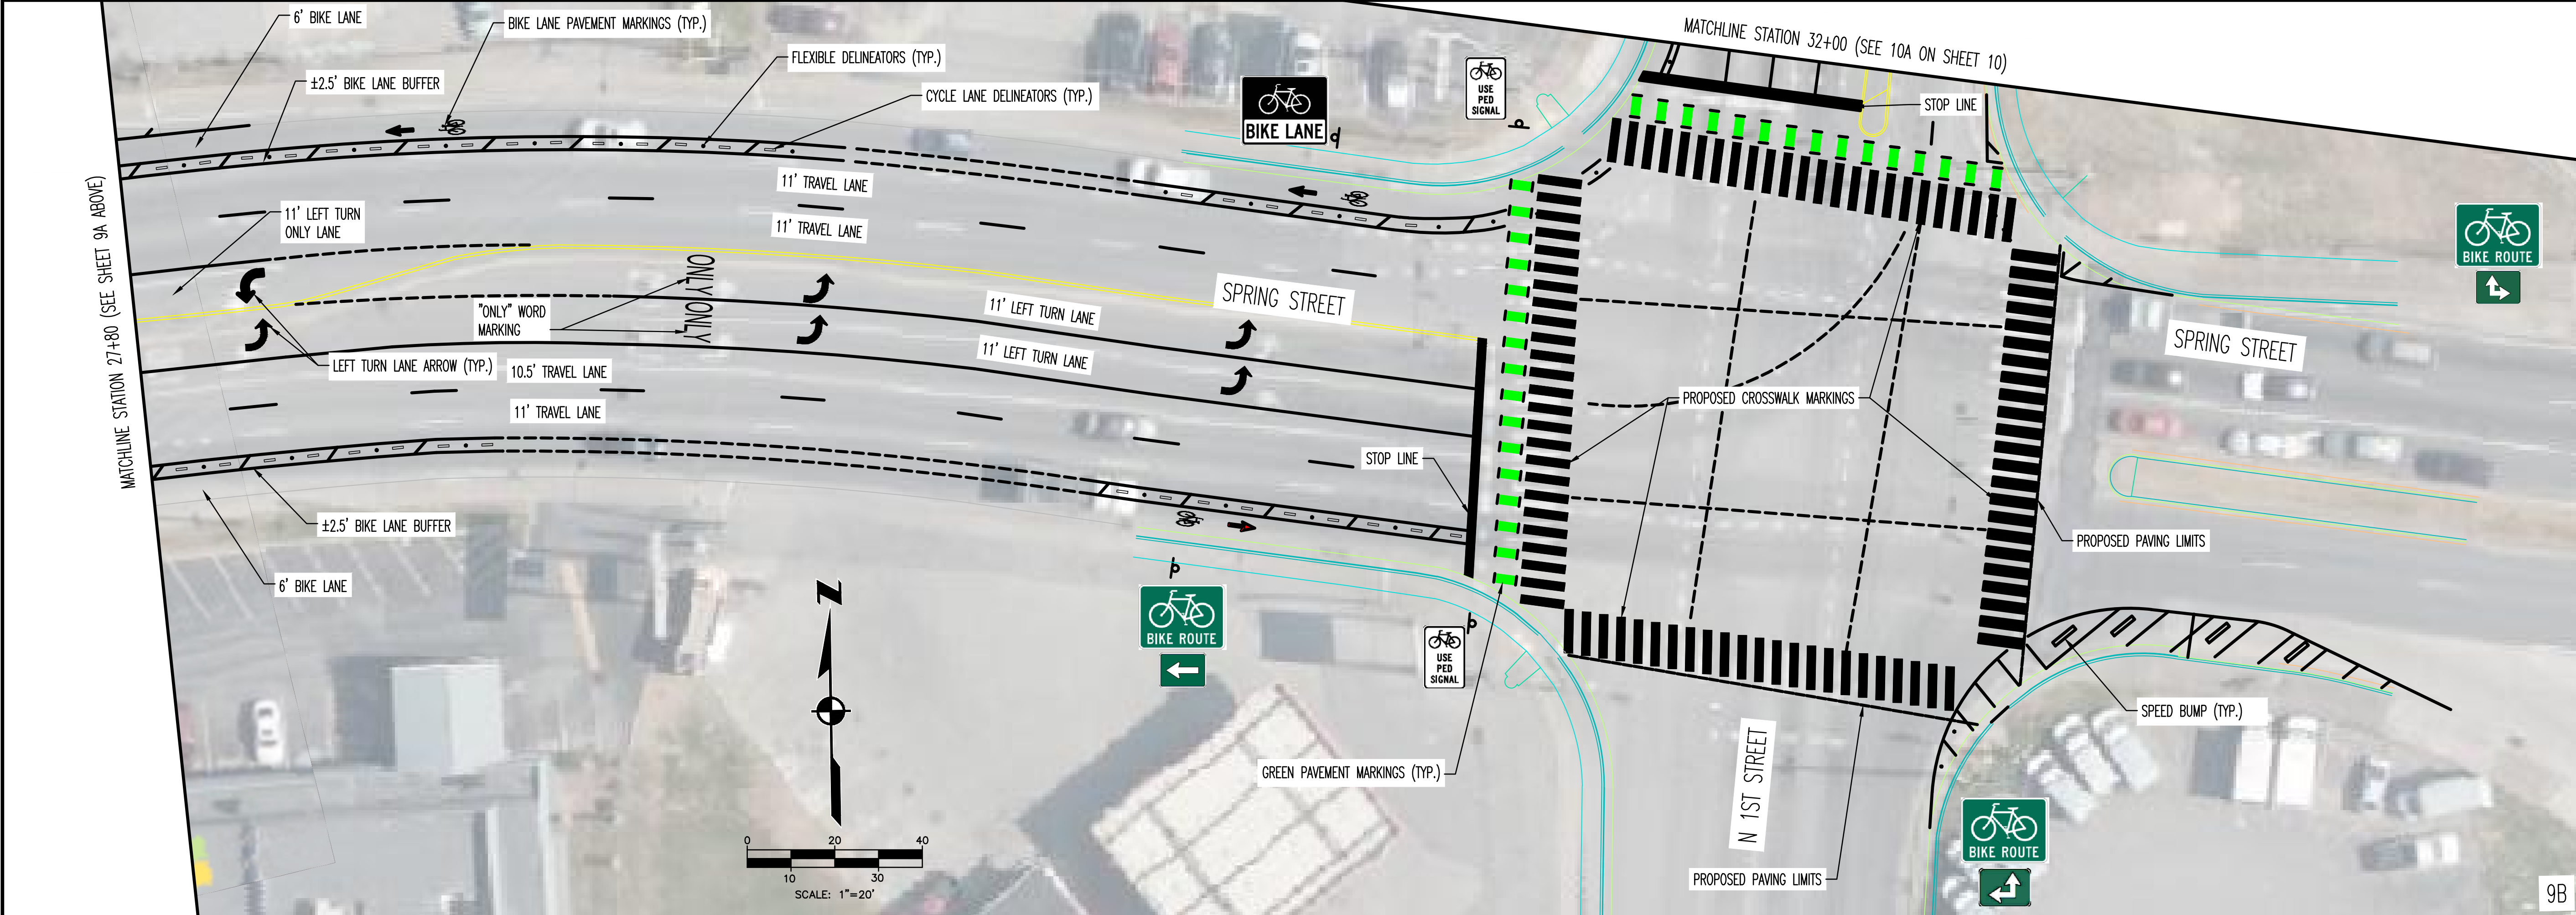 6' BIKE LANE
BIKE LANE PAVEMENT MARKINGS (TYP.)
±2.5' BIKE LANE BUFFER
FLEXIBLE DELINEATORS (TYP.)
CYCLE LANE DELINEATORS (TYP.)
BIKE LANE
USE
PED
SIGNAL
MATCHLINE STATION 32+00 (SEE 10A ON SHEET 10)
STOP LINE
MATCHLINE STATION 27+80 (SEE SHEET 9A ABOVE)
11' LEFT TURN
ONLY LANE
11' TRAVEL LANE
11' TRAVEL LANE
ONLY
ONLY
"ONLY" WORD
MARKING
LEFT TURN LANE ARROW (TYP.)
10.5' TRAVEL LANE
11' TRAVEL LANE
11' LEFT TURN LANE
11' LEFT TURN LANE
SPRING STREET
STOP LINE
PROPOSED CROSSWALK MARKINGS
SPRING STREET
BIKE ROUTE
PROPOSED PAVING LIMITS
±2.5' BIKE LANE BUFFER
6' BIKE LANE
N
BIKE ROUTE
USE
PED
SIGNAL
GREEN PAVEMENT MARKINGS (TYP.)
N 1ST STREET
SPEED BUMP (TYP.)
BIKE ROUTE
PROPOSED PAVING LIMITS
0 20 40
10 30
SCALE: 1"=20'
9B